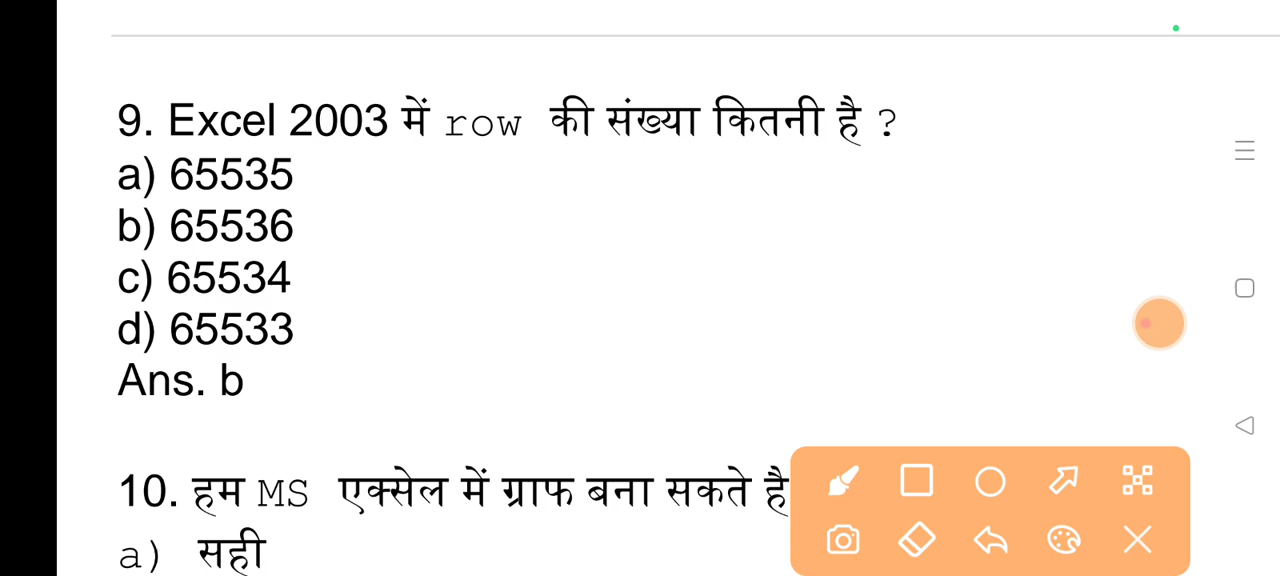 9. Excel 2003 में row की संख्या कितनी है ?
a) 65535
b) 65536
c) 65534
d) 65533
Ans. b
10. हम MS एक्सेल में ग्राफ बना सकते है
a) सही